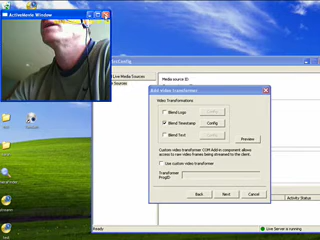 ActiveMovie Window
Live Media Sources
Media source ID
Add video transformer
Video Transformations
Blend Logo
Config
Blend Timestamp
Config
Blend Text
Preview
Custom video transformer COM Add-in component allows
access to raw video frames being streamed to the client.
Use custom video transformer
Transformer
ProgID
Back
Next
Cancel
Activity Status
Ready
Live Server is running